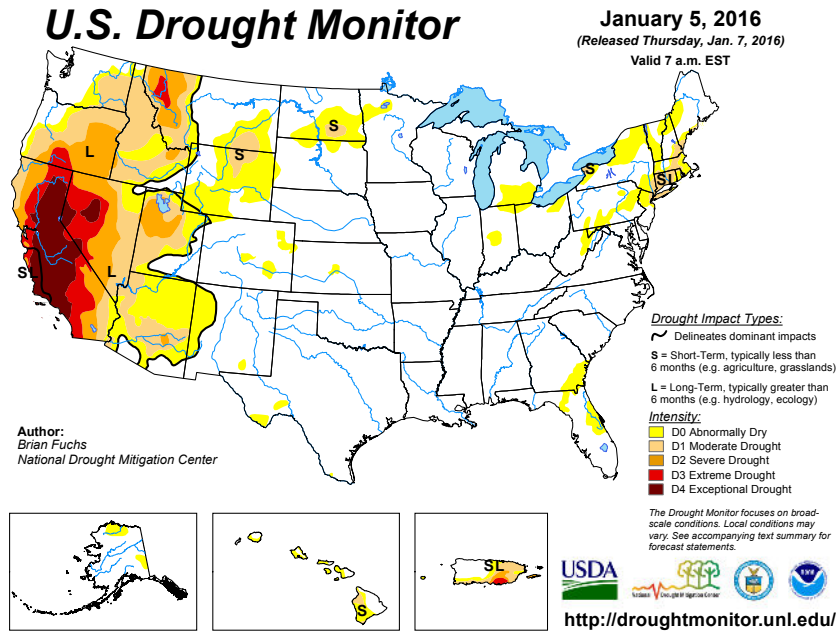 U.S. Drought Monitor
January 5, 2016
(Released Thursday, Jan. 7, 2016)
Valid 7 a.m. EST
L
S
S
S
SL
SL
L
Drought Impact Types:
Delineates dominant impacts
S = Short-Term, typically less than
6 months (e.g. agriculture, grasslands)
L = Long-Term, typically greater than
6 months (e.g. hydrology, ecology)
Intensity:
D0 Abnormally Dry
D1 Moderate Drought
D2 Severe Drought
D3 Extreme Drought
D4 Exceptional Drought
Author:
Brian Fuchs
National Drought Mitigation Center
The Drought Monitor focuses on broad-
scale conditions. Local conditions may
vary. See accompanying text summary for
forecast statements.
S
SL
USDA
National Drought Mitigation Center
http://droughtmonitor.unl.edu/